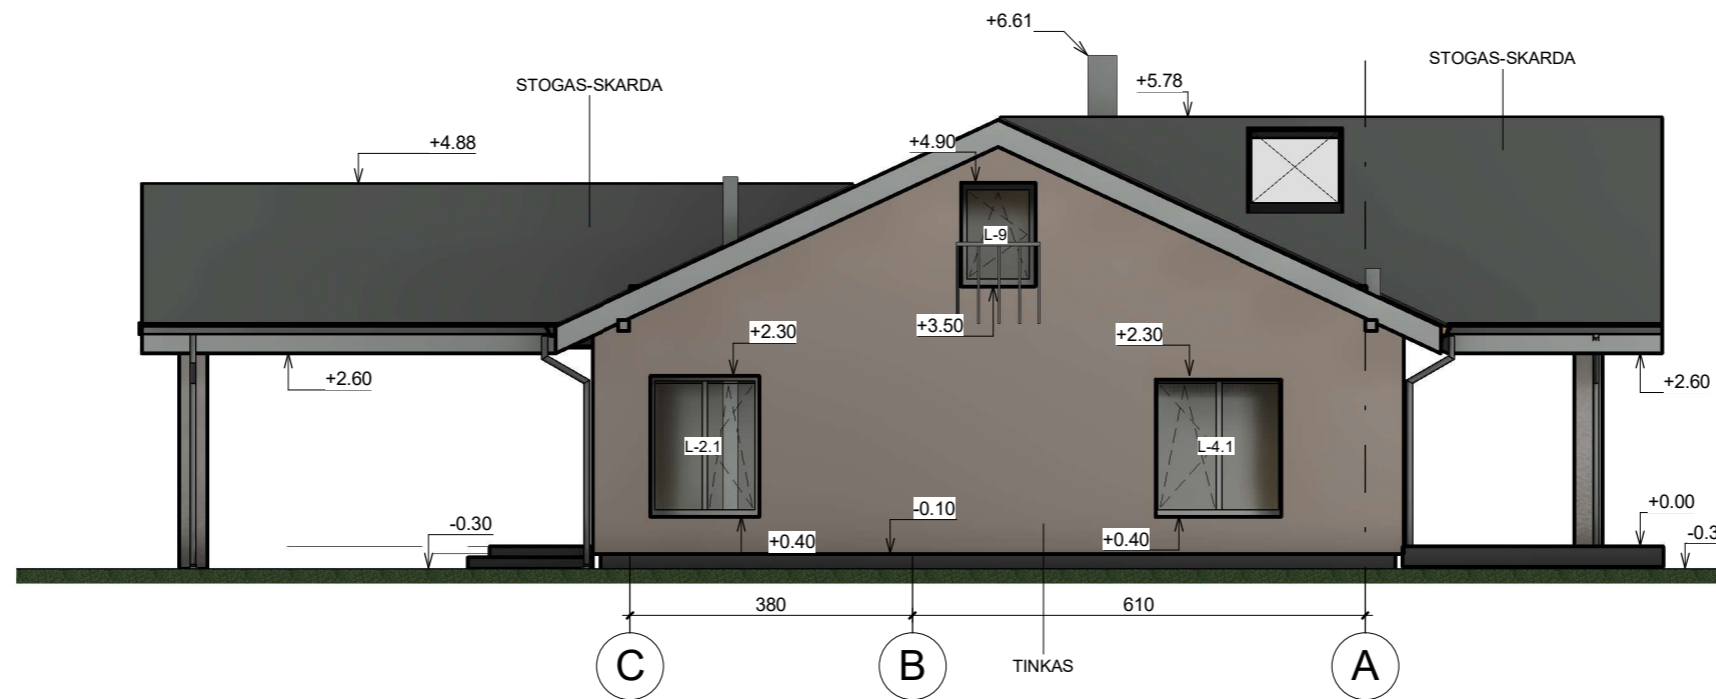 +6.61
STOGAS-SKARDA
+5.78
STOGAS-SKARDA
+4.88
+4.90
L-9
+3.50
+2.30
+2.30
+2.60
+2.60
L-2.1
L-4.1
-0.30
-0.10
+0.00
+0.40
+0.40
-0.3
380
610
C
B
TINKAS
A